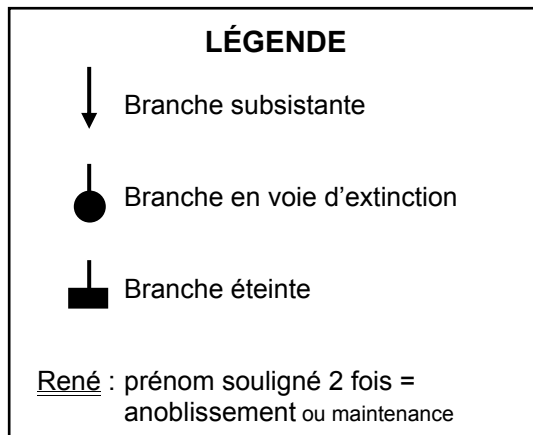 LÉGENDE
Branche subsistante
Branche en voie d’extinction
Branche éteinte
René : prénom souligné 2 fois =
anoblissement ou maintenance